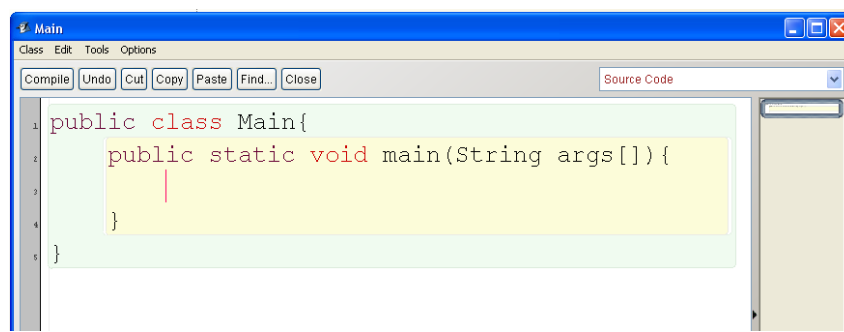 Main
Class Edit Tools Options
Compile Undo Cut Copy Paste Find... Close Source Code
1 public class Main{
2 public static void main(String args[]){
3
4 }
5 }